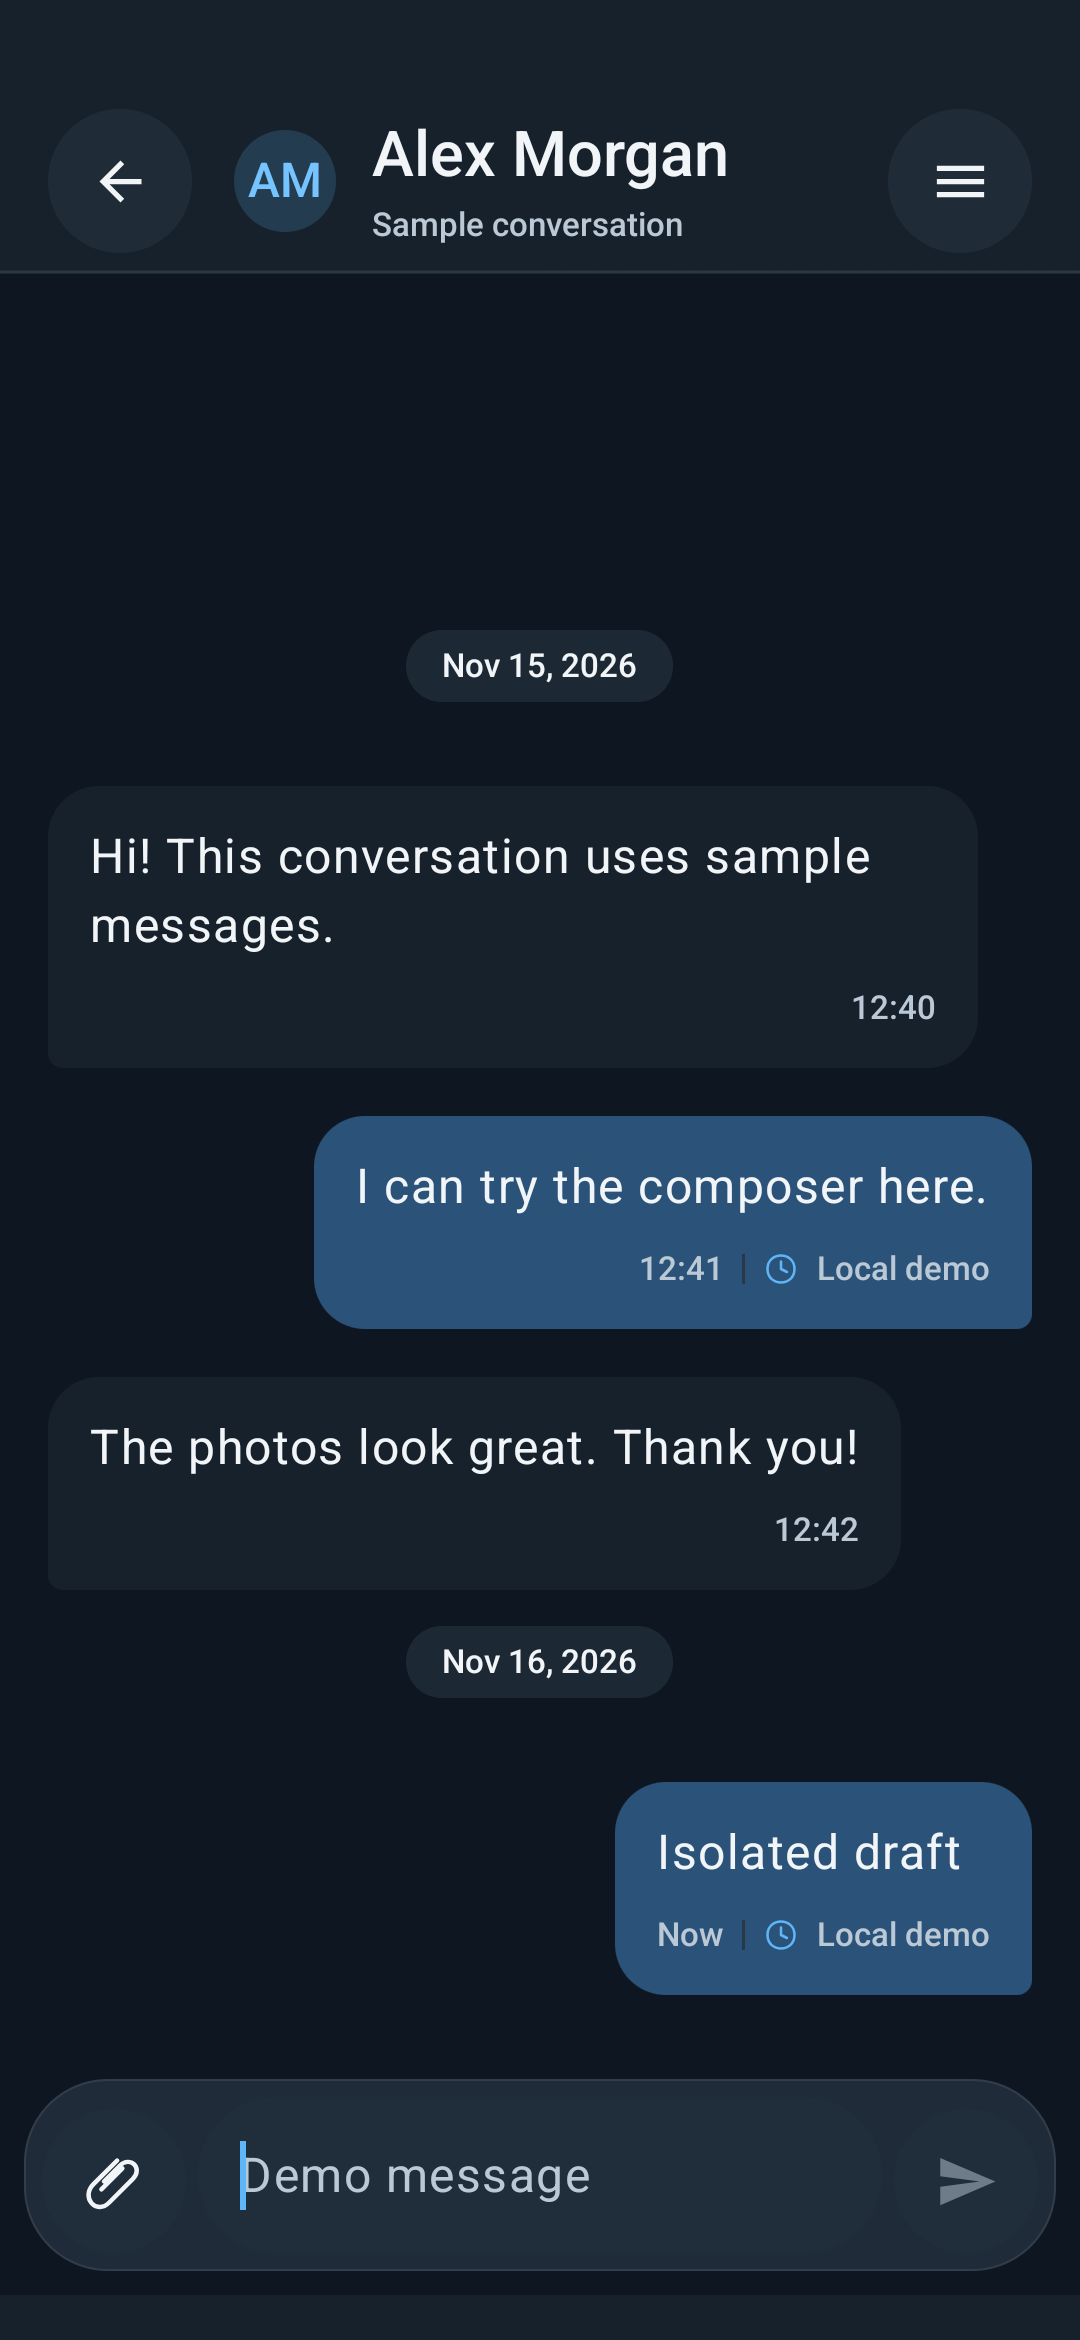 AM
Alex Morgan
Sample conversation
Nov 15, 2026
Hi! This conversation uses sample
messages.
12:40
I can try the composer here.
12:41 | Local demo
The photos look great. Thank you!
12:42
Nov 16, 2026
Isolated draft
Now | Local demo
Demo message